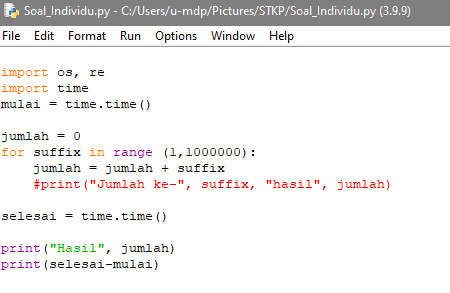 Soal_Individu.py - C:/Users/u-mdp/Pictures/STKP/Soal_Individu.py (3.9.9)
File Edit Format Run Options Window Help
import os, re
import time
mulai = time.time()
jumlah = 0
for suffix in range (1,1000000):
    jumlah = jumlah + suffix
    #print("Jumlah ke-", suffix, "hasil", jumlah)
selesai = time.time()
print("Hasil", jumlah)
print(selesai-mulai)